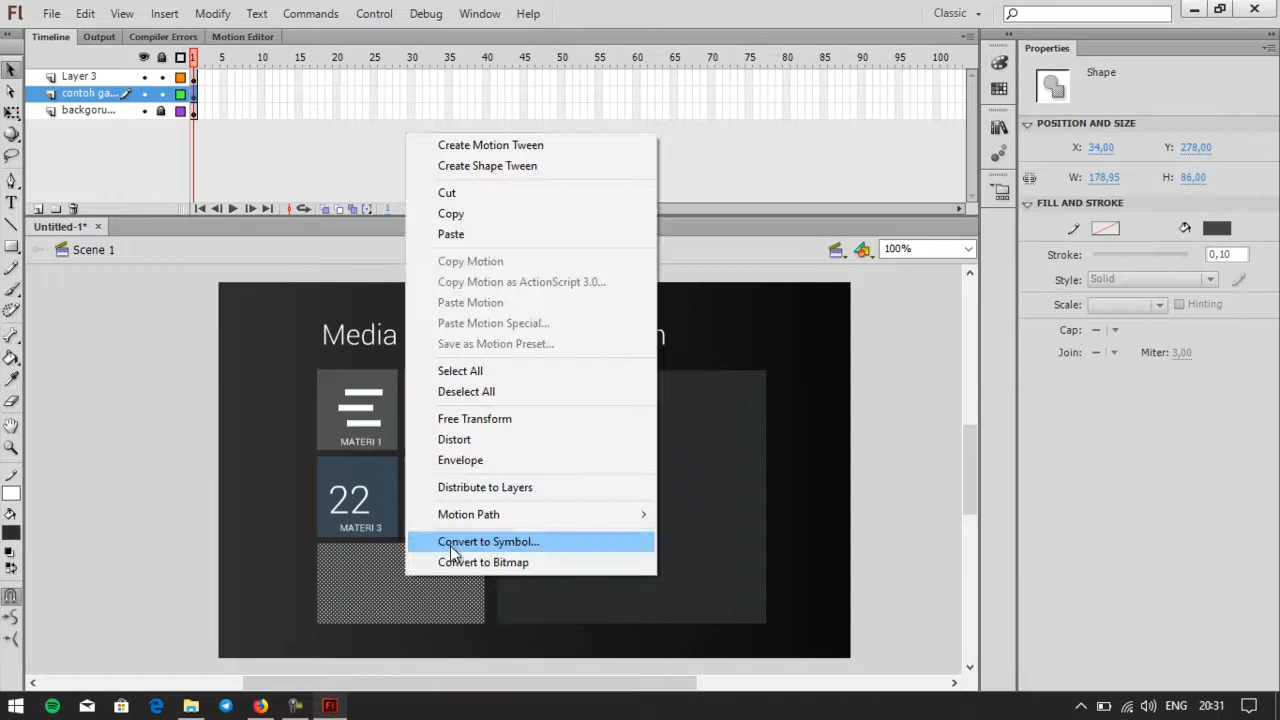 Fl File Edit View Insert Modify Text Commands Control Debug Window Help Classic
Timeline Output Compiler Errors Motion Editor Properties
1 5 10 15 20 25 30 35 40 45 50 55 60 65 70 75 80 85 90 95 100
Layer 3
contoh ga...
backgoru...
1
Shape
POSITION AND SIZE
X: 34,00 Y: 278,00
W: 178,95 H: 86,00
FILL AND STROKE
Stroke: 0,10
Style: Solid
Scale: Hinting
Cap:
Join: Miter: 3,00
Untitled-1*
Scene 1
100%
Create Motion Tween
Create Shape Tween
Cut
Copy
Paste
Copy Motion
Copy Motion as ActionScript 3.0...
Paste Motion
Paste Motion Special...
Save as Motion Preset...
Select All
Deselect All
Free Transform
Distort
Envelope
Distribute to Layers
Motion Path
Convert to Symbol...
Convert to Bitmap
Media n
MATERI 1
22
MATERI 3
Fl ENG 20:31